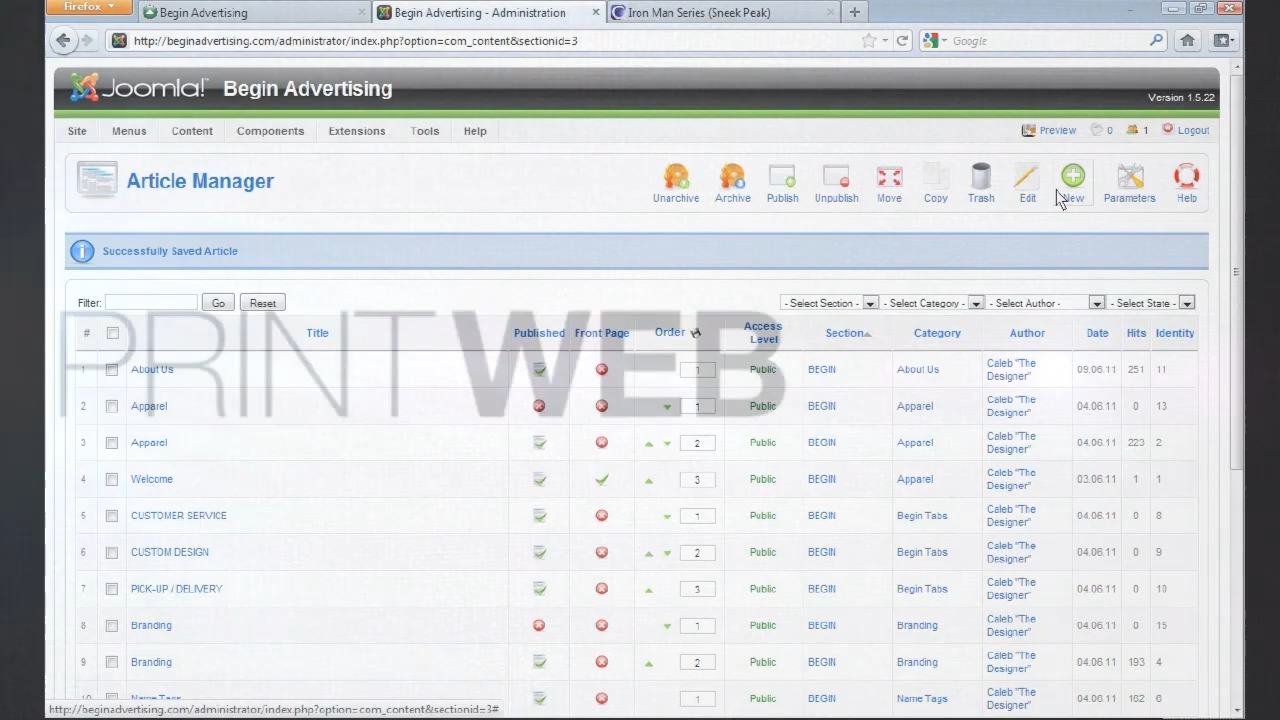 Firefox
Begin Advertising
Begin Advertising - Administration
Iron Man Series (Sneek Peak)
http://beginadvertising.com/administrator/index.php?option=com_content&sectionid=3
Google
Joomla! Begin Advertising
Version 1.5.22
Site Menus Content Components Extensions Tools Help
Preview 0 1 Logout
Article Manager
Unarchive Archive Publish Unpublish Move Copy Trash Edit New Parameters Help
Successfully Saved Article
Filter: Go Reset - Select Section - - Select Category - - Select Author - - Select State -
# Title Published Front Page Order Access Level Section Category Author Date Hits Identity
PRINTWEB
1 About Us 1 Public BEGIN About Us Caleb "The Designer" 09.06.11 251 11
2 Apparel 1 Public BEGIN Apparel Caleb "The Designer" 04.06.11 0 13
3 Apparel 2 Public BEGIN Apparel Caleb "The Designer" 04.06.11 223 2
4 Welcome 3 Public BEGIN Apparel Caleb "The Designer" 03.06.11 1 1
5 CUSTOMER SERVICE 1 Public BEGIN Begin Tabs Caleb "The Designer" 04.06.11 0 8
6 CUSTOM DESIGN 2 Public BEGIN Begin Tabs Caleb "The Designer" 04.06.11 0 9
7 PICK-UP / DELIVERY 3 Public BEGIN Begin Tabs Caleb "The Designer" 04.06.11 0 10
8 Branding 1 Public BEGIN Branding Caleb "The Designer" 04.06.11 0 15
9 Branding 2 Public BEGIN Branding Caleb "The Designer" 04.06.11 193 4
10 Name Tags 1 Public BEGIN Name Tags Caleb "The Designer" 04.06.11 162 6
http://beginadvertising.com/administrator/index.php?option=com_content&sectionid=3#